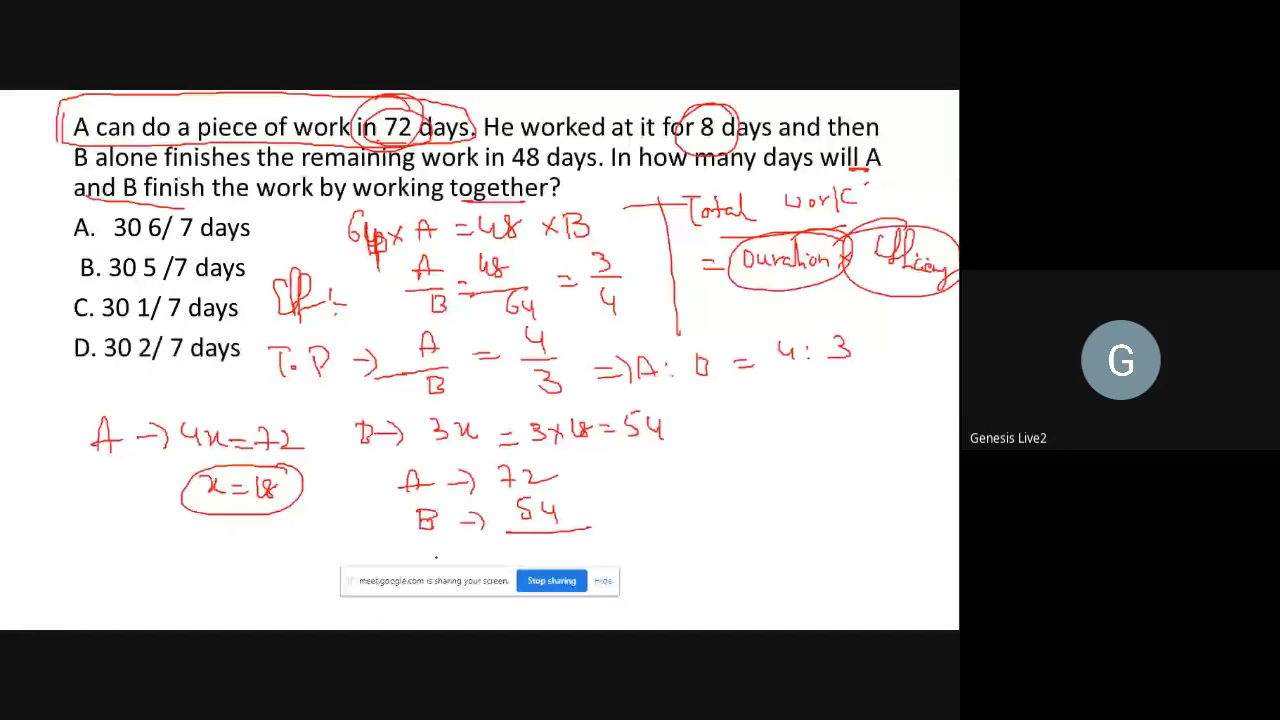 A can do a piece of work in 72 days. He worked at it for 8 days and then
B alone finishes the remaining work in 48 days. In how many days will A
and B finish the work by working together?
A. 30 6/ 7 days
B. 30 5 /7 days
C. 30 1/ 7 days
D. 30 2/ 7 days
Total work
= Duration × Efficiency
64 × A = 48 × B
Eff :- A/B = 48/64 = 3/4
T.P → A/B = 4/3 => A : B = 4 : 3
A → 4x = 72
x = 18
B → 3x = 3 × 18 = 54
A → 72
B → 54
meet.google.com is sharing your screen. Stop sharing Hide
G
Genesis Live2